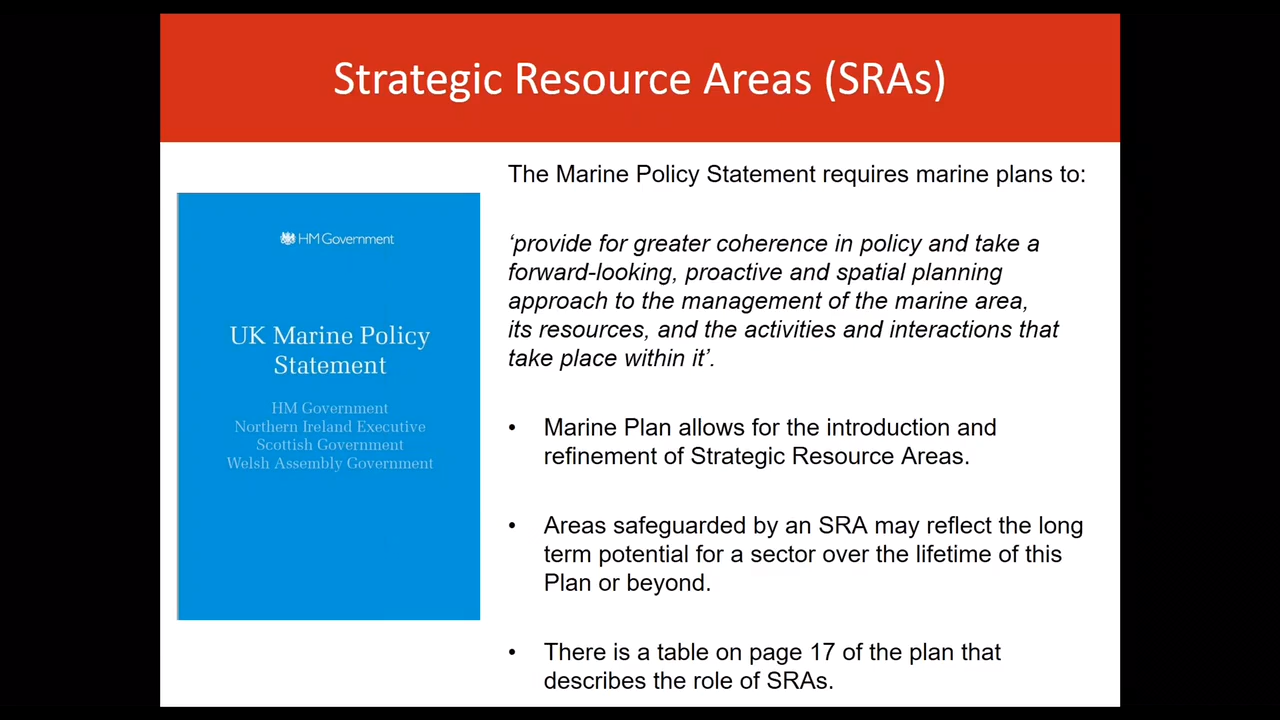 Strategic Resource Areas (SRAs)
HM Government
UK Marine Policy
Statement
HM Government
Northern Ireland Executive
Scottish Government
Welsh Assembly Government
The Marine Policy Statement requires marine plans to:
‘provide for greater coherence in policy and take a
forward-looking, proactive and spatial planning
approach to the management of the marine area,
its resources, and the activities and interactions that
take place within it’.
• Marine Plan allows for the introduction and
refinement of Strategic Resource Areas.
• Areas safeguarded by an SRA may reflect the long
term potential for a sector over the lifetime of this
Plan or beyond.
• There is a table on page 17 of the plan that
describes the role of SRAs.